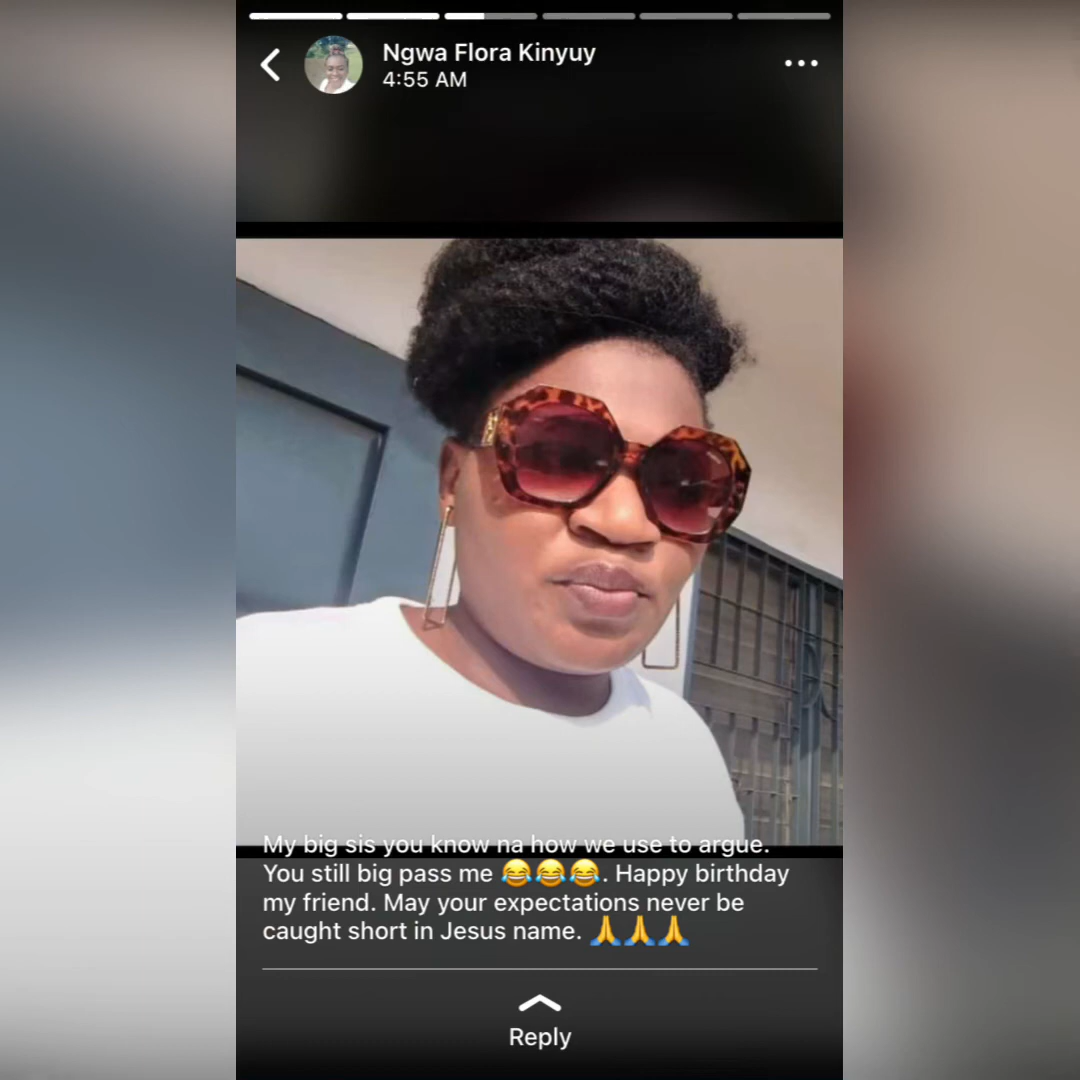 Ngwa Flora Kinyuy
4:55 AM
My big sis you know na how we use to argue.
You still big pass me 😂😂😂. Happy birthday
my friend. May your expectations never be
caught short in Jesus name. 🙏🙏🙏
Reply